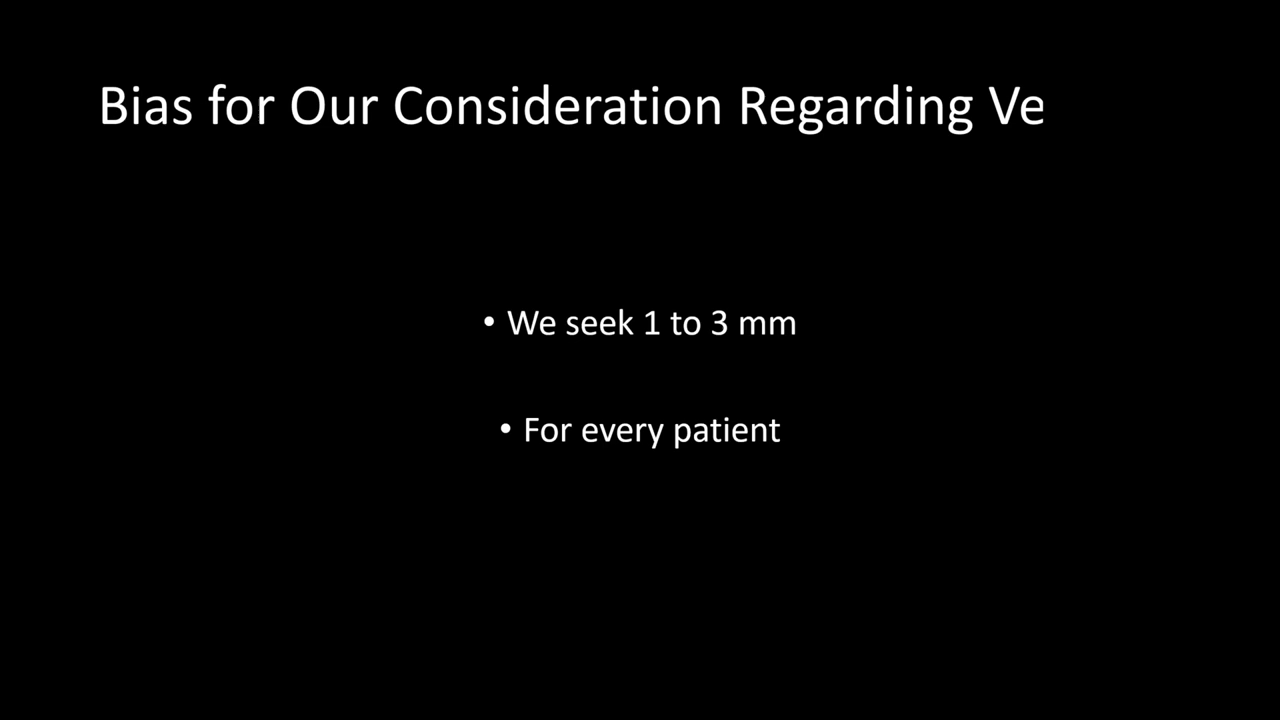 Bias for Our Consideration Regarding Ve
• We seek 1 to 3 mm
• For every patient